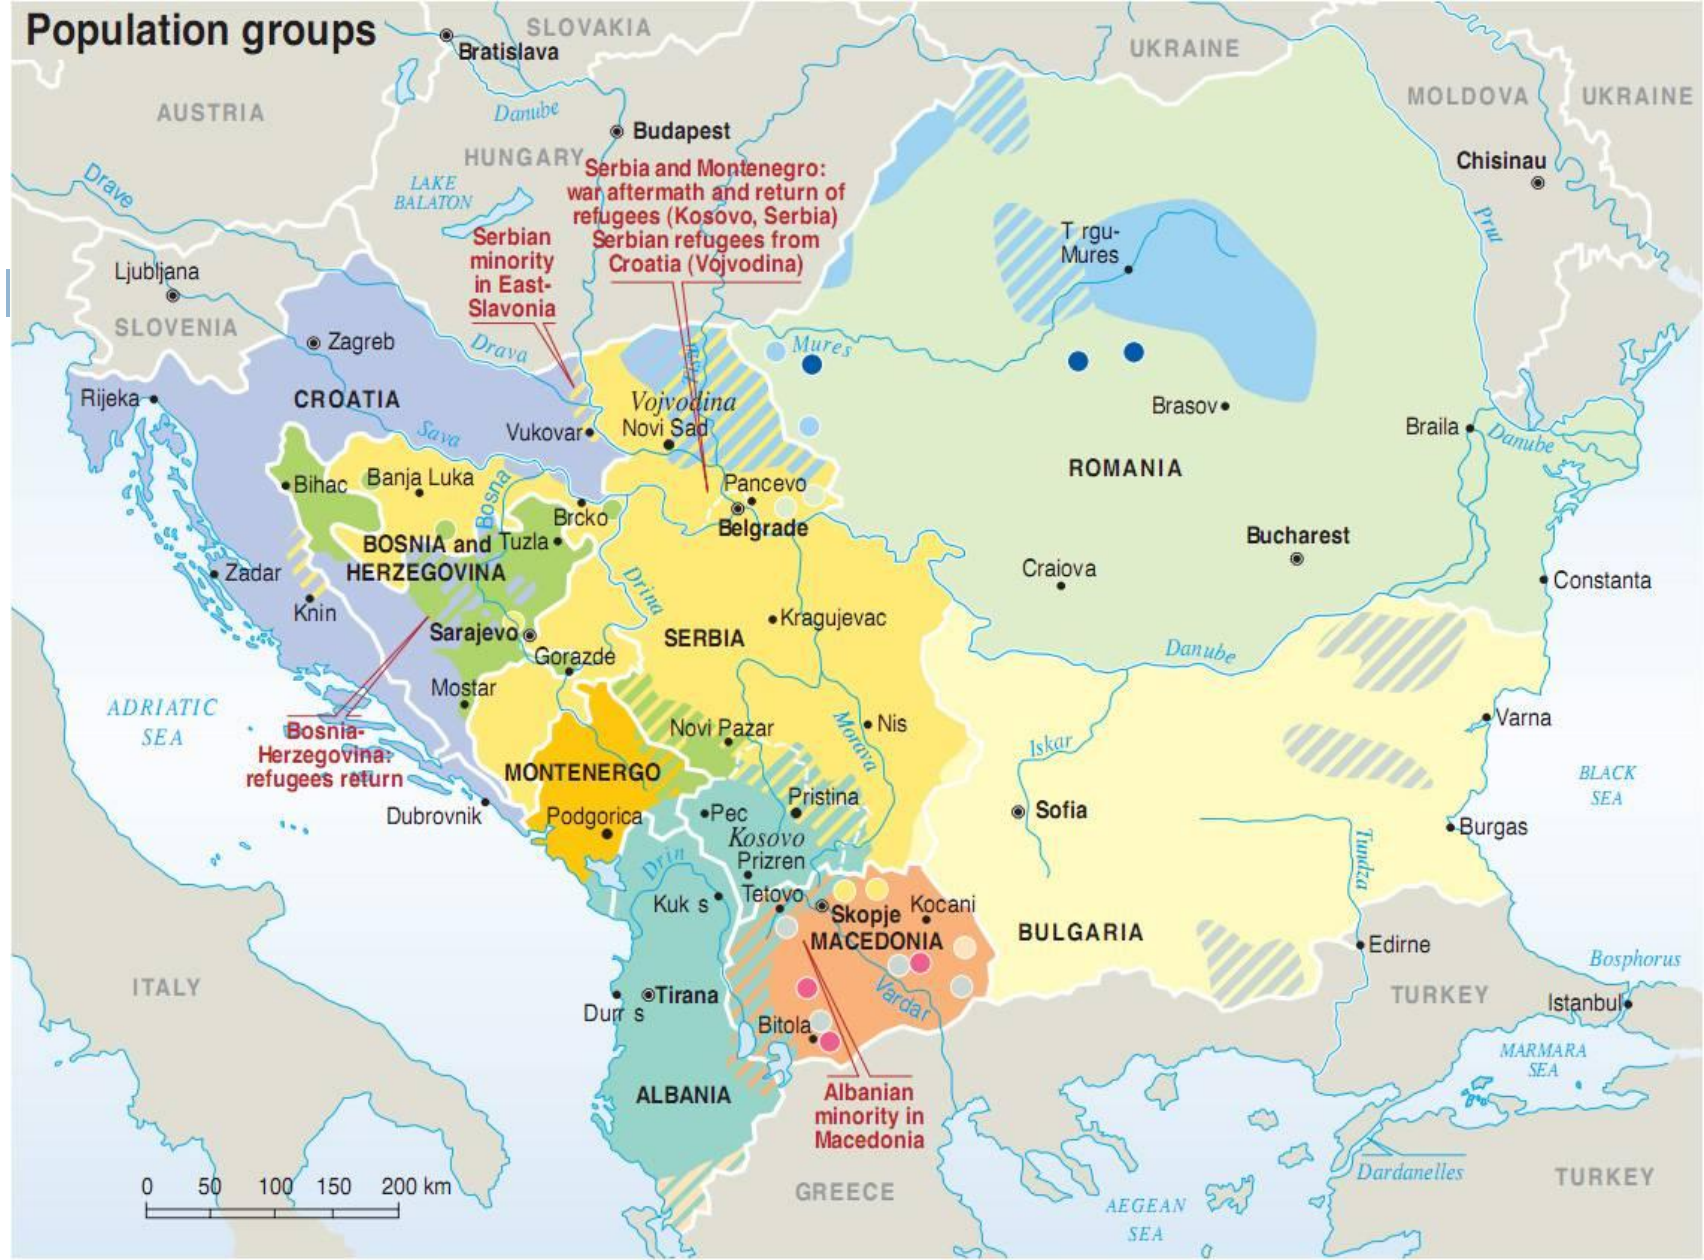 Population groups
SLOVAKIA
Bratislava
UKRAINE
AUSTRIA
Danube
MOLDOVA
UKRAINE
Budapest
HUNGARY
Chisinau
Drave
LAKE
BALATON
Serbia and Montenegro:
war aftermath and return of
refugees (Kosovo, Serbia)
Serbian refugees from
Croatia (Vojvodina)
Serbian
minority
in East-
Slavonia
Prut
T rgu-
Mures
Ljubljana
SLOVENIA
Zagreb
Drava
Mures
Rijeka
CROATIA
Vojvodina
Novi Sad
Brasov
Vukovar
Sava
Braila
Danube
ROMANIA
Bihac
Banja Luka
Bosna
Pancevo
Brcko
Belgrade
BOSNIA and
HERZEGOVINA
Tuzla
Bucharest
Zadar
Craiova
Constanta
Knin
Drina
Kragujevac
Sarajevo
SERBIA
Gorazde
Danube
Mostar
ADRIATIC
SEA
Novi Pazar
Nis
Varna
Bosnia-
Herzegovina:
refugees return
Morava
Iskar
MONTENERGO
BLACK
SEA
Dubrovnik
Podgorica
Pec
Pristina
Sofia
Burgas
Kosovo
Drin
Prizren
Tundza
Kuk s
Tetovo
Skopje
Kocani
MACEDONIA
BULGARIA
Edirne
Bosphorus
ITALY
Durr s
Tirana
Vardar
TURKEY
Istanbul
Bitola
MARMARA
SEA
ALBANIA
Albanian
minority in
Macedonia
Dardanelles
0 50 100 150 200 km
GREECE
TURKEY
AEGEAN
SEA